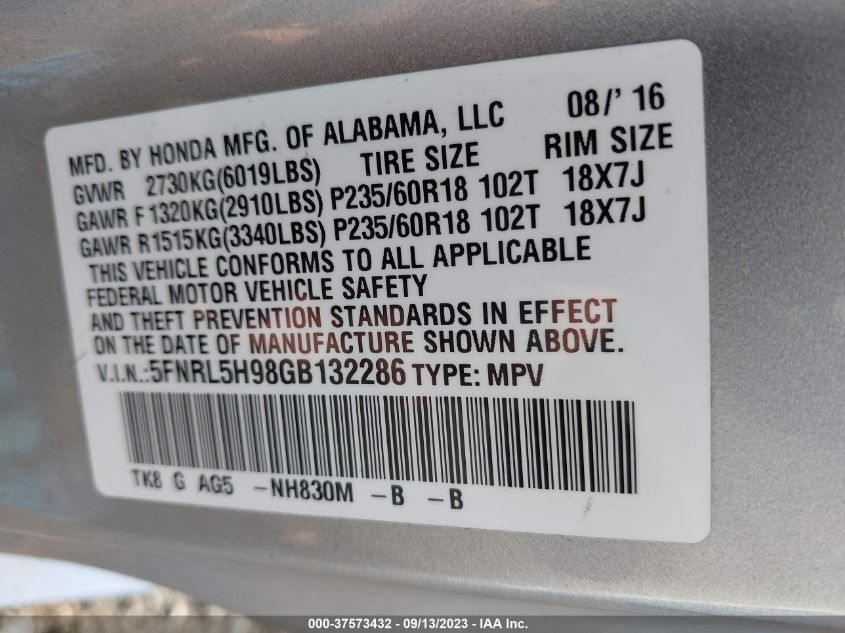 MFD. BY HONDA MFG. OF ALABAMA, LLC 08/' 16
GVWR 2730KG(6019LBS) TIRE SIZE RIM SIZE
GAWR F1320KG(2910LBS) P235/60R18 102T 18X7J
GAWR R1515KG(3340LBS) P235/60R18 102T 18X7J
THIS VEHICLE CONFORMS TO ALL APPLICABLE
FEDERAL MOTOR VEHICLE SAFETY
AND THEFT PREVENTION STANDARDS IN EFFECT
ON THE DATE OF MANUFACTURE SHOWN ABOVE.
V.I.N.:5FNRL5H98GB132286 TYPE: MPV
TK8 G AG5 -NH830M -B -B
000-37573432 - 09/13/2023 - IAA Inc.